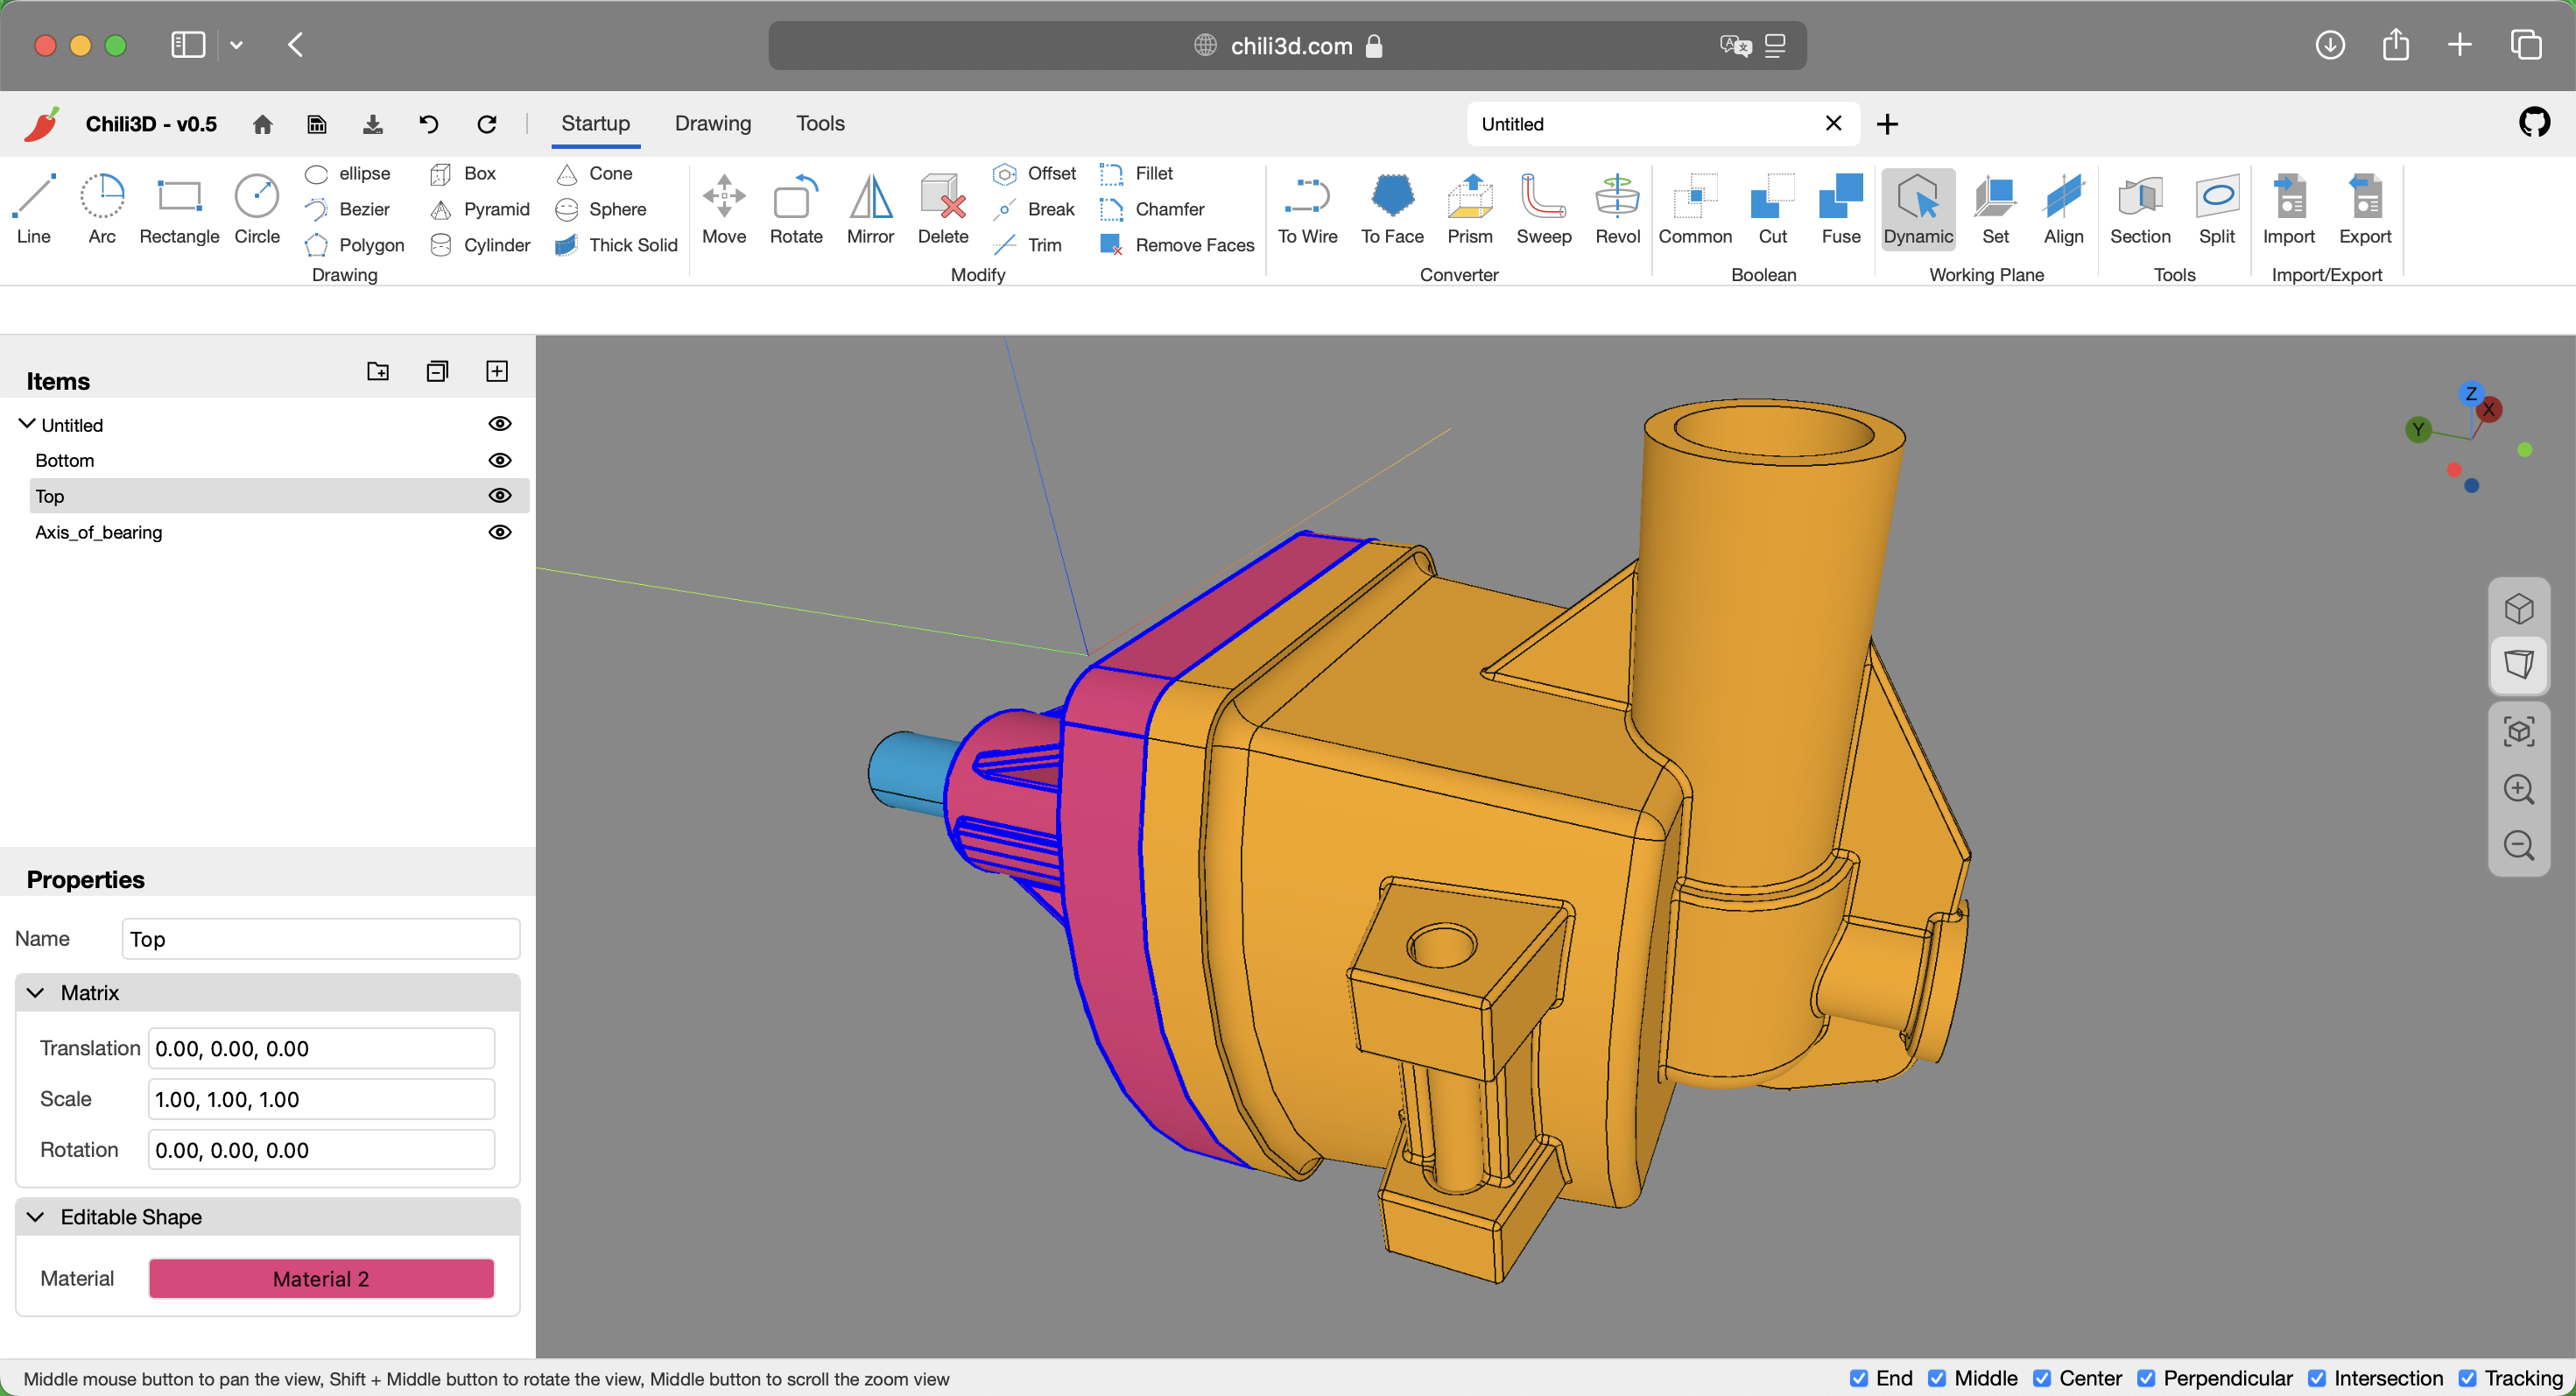 chili3d.com
Chili3D - v0.5
Startup
Drawing
Tools
Untitled
Line
Arc
Rectangle
Circle
ellipse
Bezier
Polygon
Box
Pyramid
Cylinder
Cone
Sphere
Thick Solid
Drawing
Move
Rotate
Mirror
Delete
Offset
Break
Trim
Fillet
Chamfer
Remove Faces
Modify
To Wire
To Face
Prism
Sweep
Revol
Converter
Common
Cut
Fuse
Boolean
Dynamic
Set
Align
Working Plane
Section
Split
Tools
Import
Export
Import/Export
Items
Untitled
Bottom
Top
Axis_of_bearing
Z
X
Y
Properties
Name
Top
Matrix
Translation
0.00, 0.00, 0.00
Scale
1.00, 1.00, 1.00
Rotation
0.00, 0.00, 0.00
Editable Shape
Material
Material 2
Middle mouse button to pan the view, Shift + Middle button to rotate the view, Middle button to scroll the zoom view
End
Middle
Center
Perpendicular
Intersection
Tracking